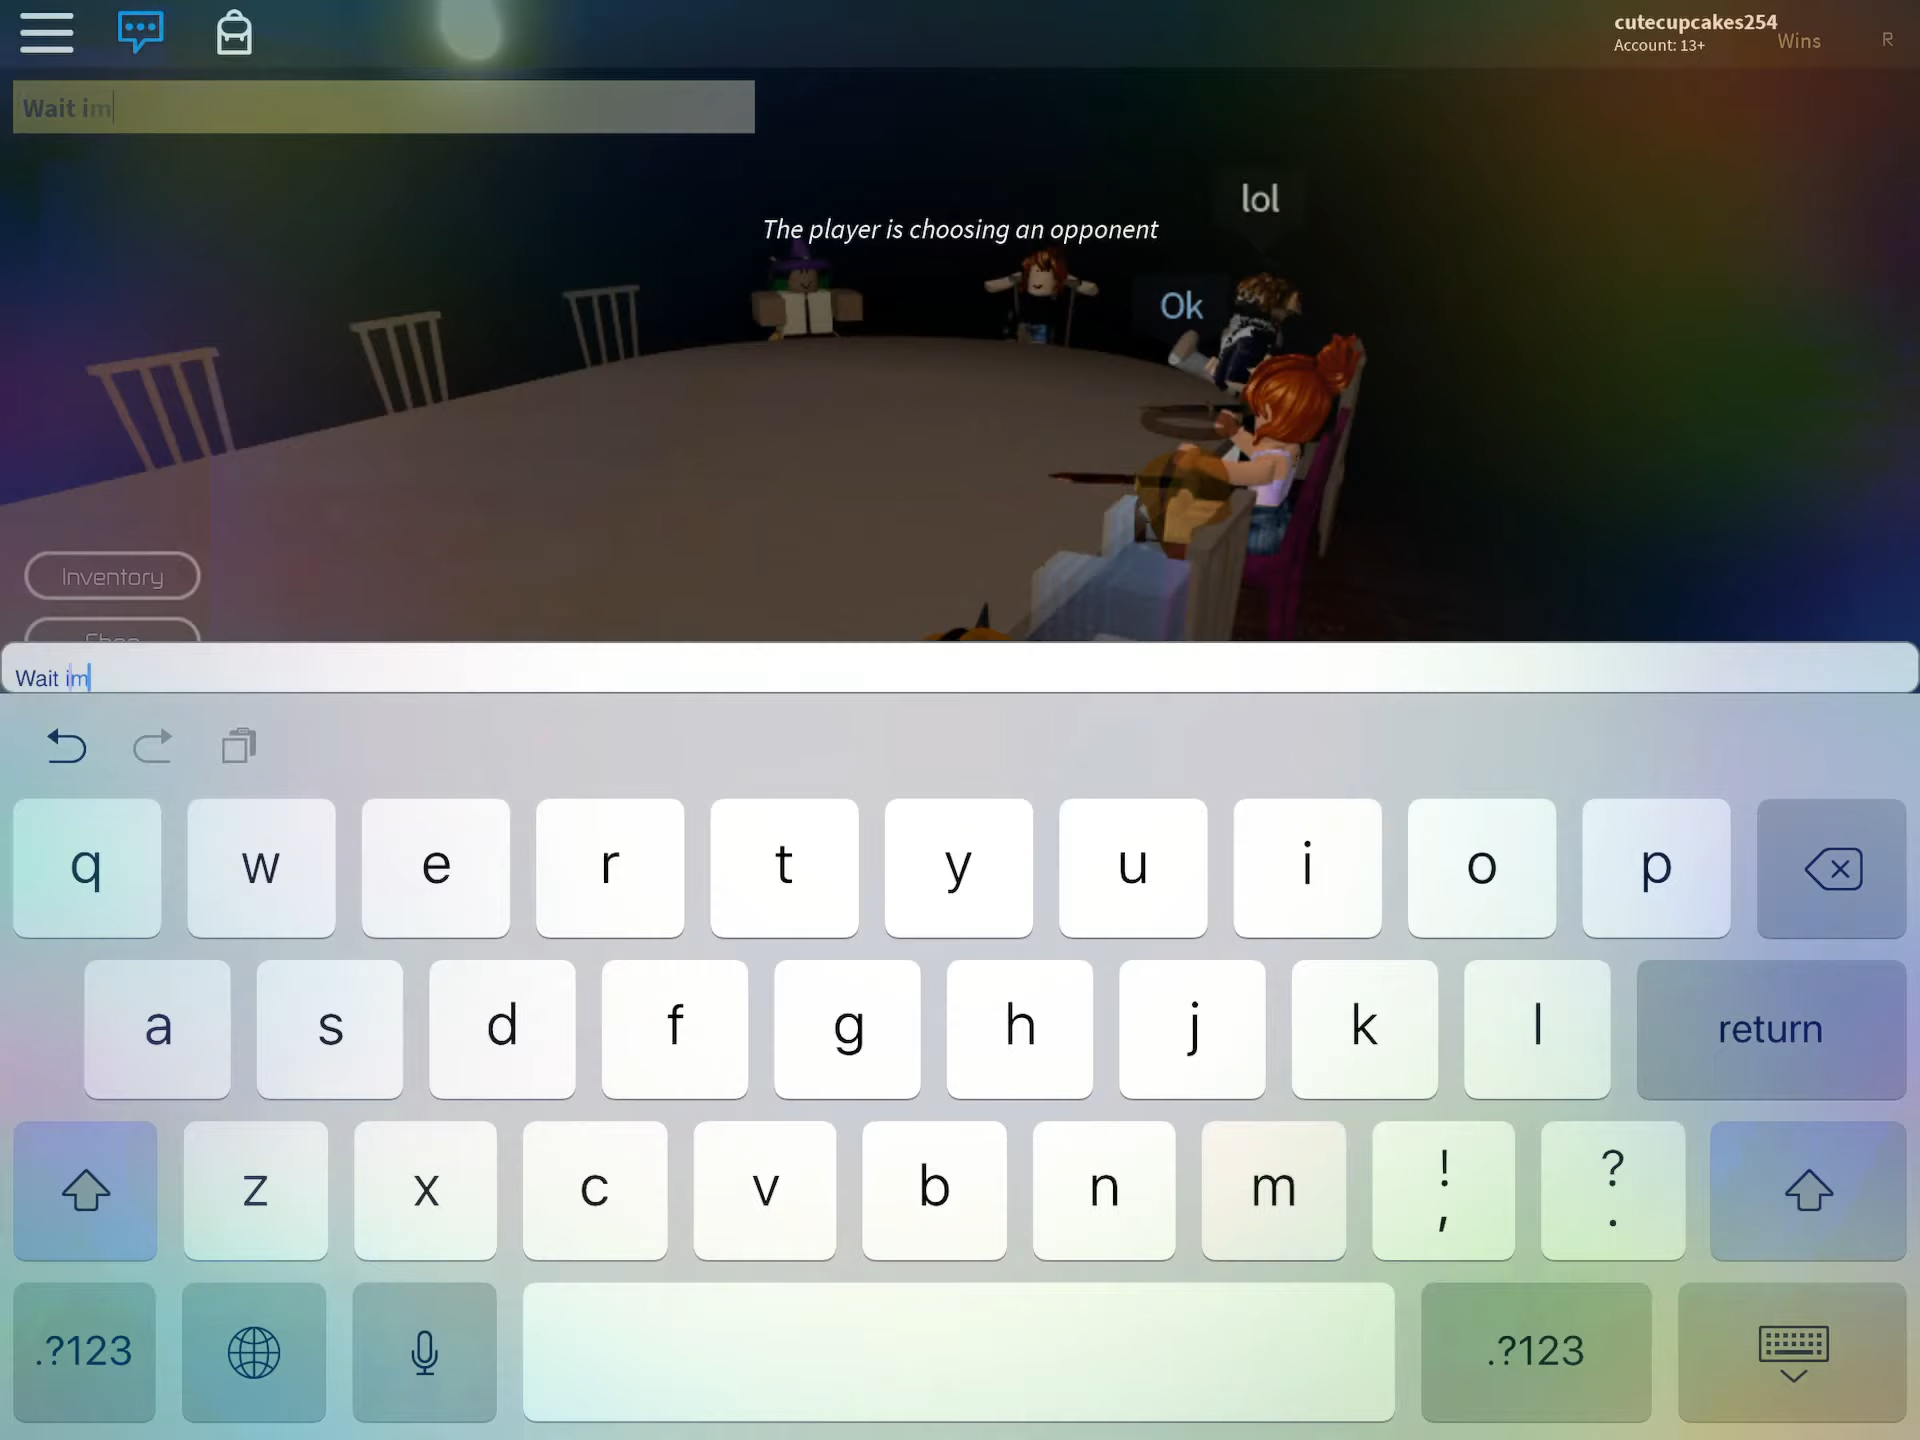 cutecupcakes254
Account: 13+
Wins
R
Wait im
lol
The player is choosing an opponent
Ok
Inventory
Shop
Wait im
q w e r t y u i o p
a s d f g h j k l return
z x c v b n m ! , ? .
.?123 .?123